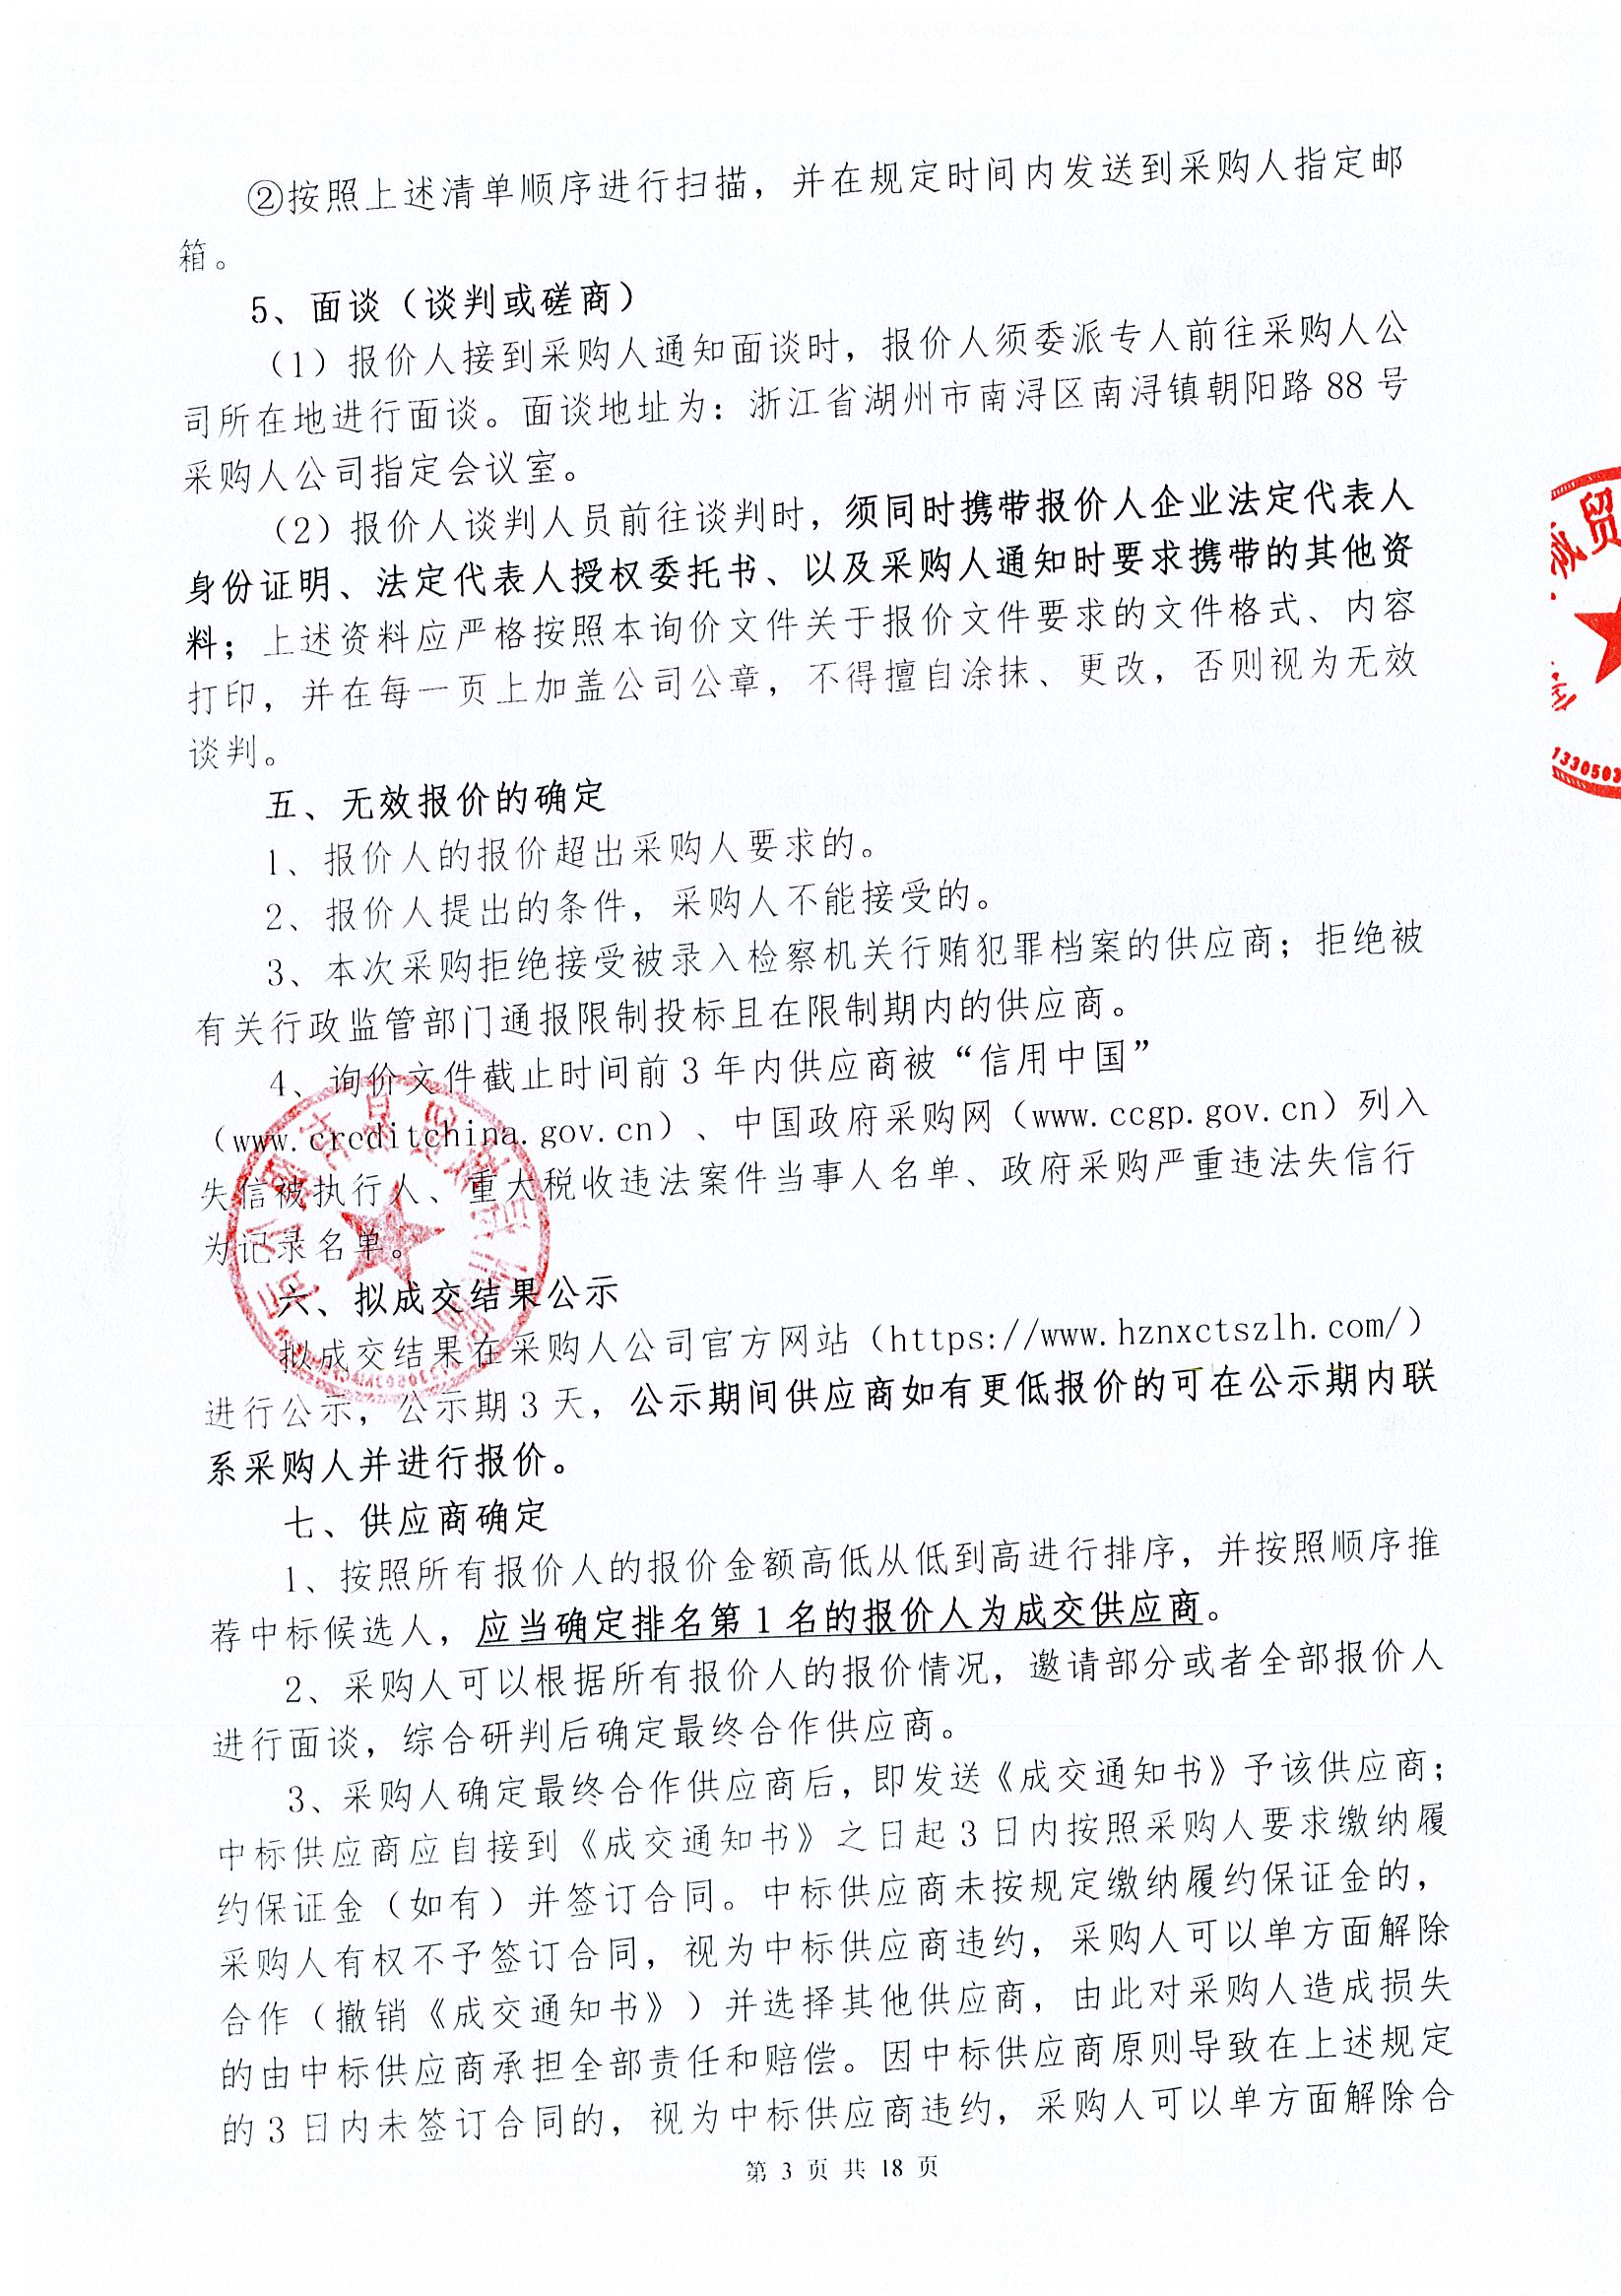 ②按照上述清单顺序进行扫描，并在规定时间内发送到采购人指定邮
箱。
5、面谈（谈判或磋商）
（1）报价人接到采购人通知面谈时，报价人须委派专人前往采购人公
司所在地进行面谈。面谈地址为：浙江省湖州市南浔区南浔镇朝阳路 88 号
采购人公司指定会议室。
（2）报价人谈判人员前往谈判时，须同时携带报价人企业法定代表人
身份证明、法定代表人授权委托书、以及采购人通知时要求携带的其他资
料；上述资料应严格按照本询价文件关于报价文件要求的文件格式、内容
打印，并在每一页上加盖公司公章，不得擅自涂抹、更改，否则视为无效
谈判。
五、无效报价的确定
1、报价人的报价超出采购人要求的。
2、报价人提出的条件，采购人不能接受的。
3、本次采购拒绝接受被录入检察机关行贿犯罪档案的供应商；拒绝被
有关行政监管部门通报限制投标且在限制期内的供应商。
4、询价文件截止时间前 3 年内供应商被“信用中国”
（www.creditchina.gov.cn）、中国政府采购网（www.ccgp.gov.cn）列入
失信被执行人、重大税收违法案件当事人名单、政府采购严重违法失信行
为记录名单。
六、拟成交结果公示
拟成交结果在采购人公司官方网站（https://www.hznxctszlh.com/）
进行公示，公示期 3 天，公示期间供应商如有更低报价的可在公示期内联
系采购人并进行报价。
七、供应商确定
1、按照所有报价人的报价金额高低从低到高进行排序，并按照顺序推
荐中标候选人，应当确定排名第 1 名的报价人为成交供应商。
2、采购人可以根据所有报价人的报价情况，邀请部分或者全部报价人
进行面谈，综合研判后确定最终合作供应商。
3、采购人确定最终合作供应商后，即发送《成交通知书》予该供应商；
中标供应商应自接到《成交通知书》之日起 3 日内按照采购人要求缴纳履
约保证金（如有）并签订合同。中标供应商未按规定缴纳履约保证金的，
采购人有权不予签订合同，视为中标供应商违约，采购人可以单方面解除
合作（撤销《成交通知书》）并选择其他供应商，由此对采购人造成损失
的由中标供应商承担全部责任和赔偿。因中标供应商原则导致在上述规定
的 3 日内未签订合同的，视为中标供应商违约，采购人可以单方面解除合
第 3 页 共 18 页
贸
1330503